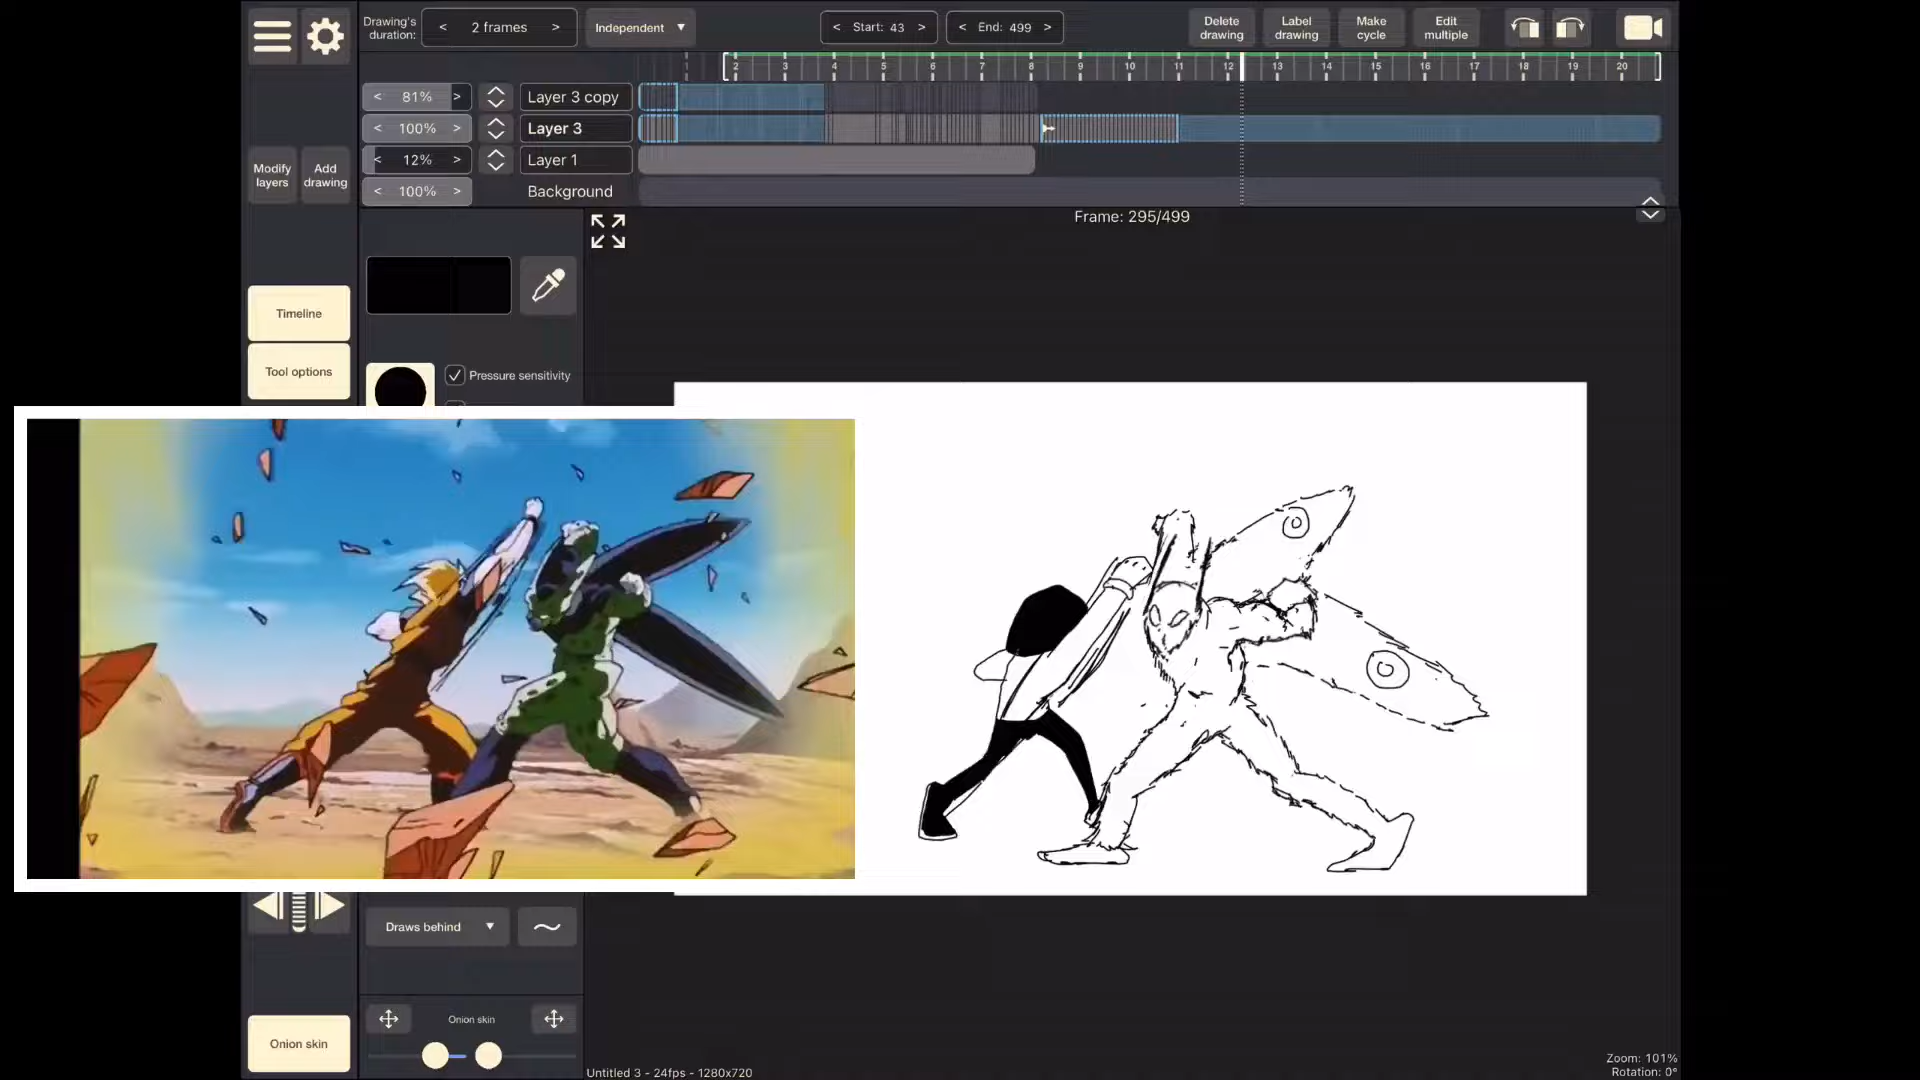 Drawing's duration:
< 2 frames >
Independent ▼
< Start: 43 >
< End: 499 >
Delete drawing
Label drawing
Make cycle
Edit multiple
1 2 3 4 5 6 7 8 9 10 11 12 13 14 15 16 17 18 19 20
< 81% > Layer 3 copy
< 100% > Layer 3
< 12% > Layer 1
< 100% > Background
Modify layers
Add drawing
Frame: 295/499
Timeline
Tool options
Pressure sensitivity
Draws behind ▼
Onion skin
Onion skin
Untitled 3 - 24fps - 1280x720
Zoom: 101%
Rotation: 0°